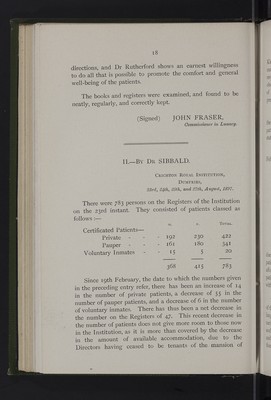 18
directions, and Dr Rutherford shows an earnest willingness
to do all that is possible to promote the comfort and general
well-being of the patients.
The books and registers were examined, and found to be
neatly, regularly, and correctly kept.
(Signed) JOHN FRASER,
Commissioner in Lunacy.
II.—By Dr SIBBALD.
Crichton Royal Institution,
Dumfries,
23rd, 24th, 25th, and 27th, August, 1897.
There were 783 persons on the Registers of the Institution
on the 23rd instant. They consisted of patients classed as
follows :—
M. F. Total.
Certificated Patients—
Private - - - 192 230 422
Pauper - - - 161 180 341
Voluntary Inmates - - 15 5 20
368 415 783
Since 19th February, the date to which the numbers given
in the preceding entry refer, there has been an increase of 14
in the number of private patients, a decrease of 55 in the
number of pauper patients, and a decrease of 6 in the number
of voluntary inmates. There has thus been a net decrease in
the number on the Registers of 47. This recent decrease in
the number of patients does not give more room to those now
in the Institution, as it is more than covered by the decrease
in the amount of available accommodation, due to the
Directors having ceased to be tenants of the mansion of